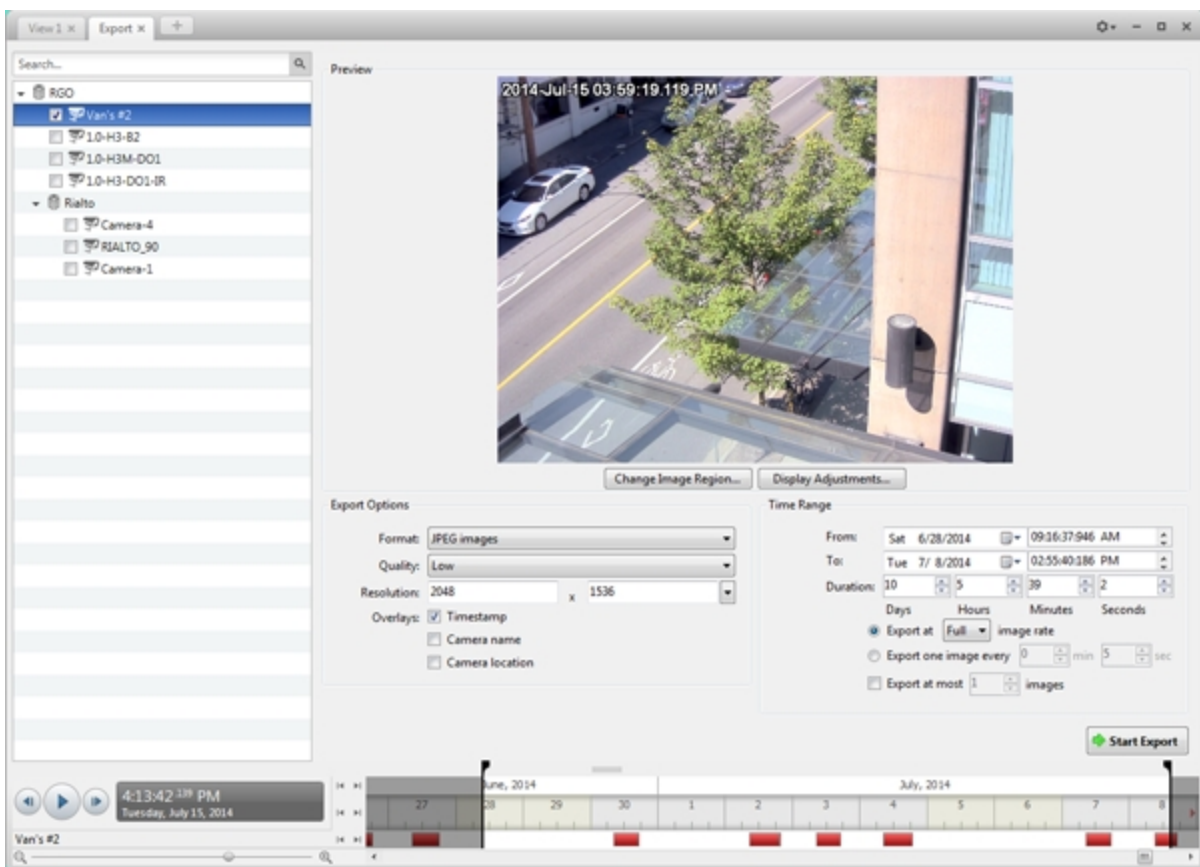 View 1
Export
Search...
RGO
Van's #2
1.0-H3-B2
1.0-H3M-DO1
1.0-H3-DO1-IR
Rialto
Camera-4
RIALTO_90
Camera-1
Preview
2014-Jul-15 03:59:19.119 PM
Change Image Region...
Display Adjustments...
Export Options
Format: JPEG images
Quality: Low
Resolution: 2048 x 1536
Overlays: Timestamp
Camera name
Camera location
Time Range
From: Sat 6/28/2014 09:16:37:946 AM
To: Tue 7/ 8/2014 02:55:40:186 PM
Duration: 10 5 39 2
Days Hours Minutes Seconds
Export at Full image rate
Export one image every 0 min 5 sec
Export at most 1 images
Start Export
4:13:42.139 PM
Tuesday, July 15, 2014
June, 2014 July, 2014
27 28 29 30 1 2 3 4 5 6 7 8
Van's #2